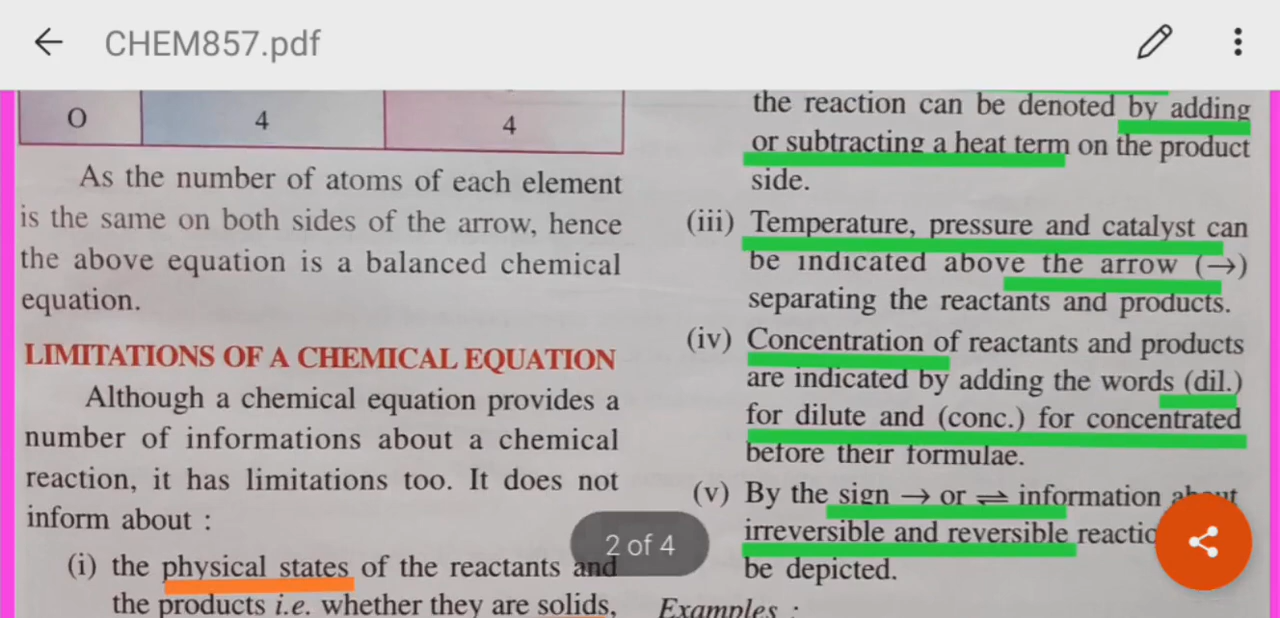 CHEM857.pdf
O 4 4
As the number of atoms of each element
is the same on both sides of the arrow, hence
the above equation is a balanced chemical
equation.
LIMITATIONS OF A CHEMICAL EQUATION
Although a chemical equation provides a
number of informations about a chemical
reaction, it has limitations too. It does not
inform about :
(i) the physical states of the reactants and
the products i.e. whether they are solids,
the reaction can be denoted by adding
or subtracting a heat term on the product
side.
(iii) Temperature, pressure and catalyst can
be indicated above the arrow (→)
separating the reactants and products.
(iv) Concentration of reactants and products
are indicated by adding the words (dil.)
for dilute and (conc.) for concentrated
before their formulae.
(v) By the sign → or ⇌ information about
irreversible and reversible
be depicted.
Examples :
2 of 4